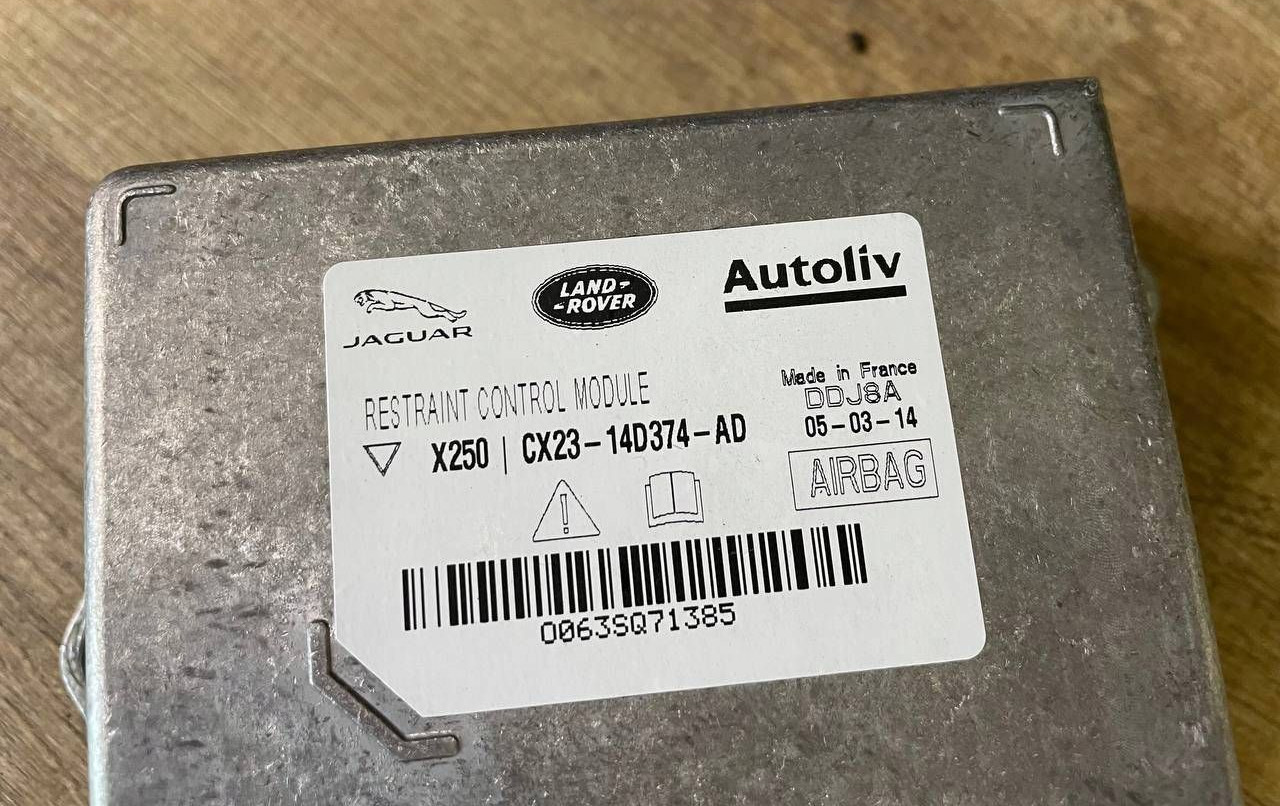 JAGUAR
LAND-
-ROVER
Autoliv
RESTRAINT CONTROL MODULE
Made in France
DDJ8A
X250 | CX23-14D374-AD
05-03-14
AIRBAG
0063SQ71385